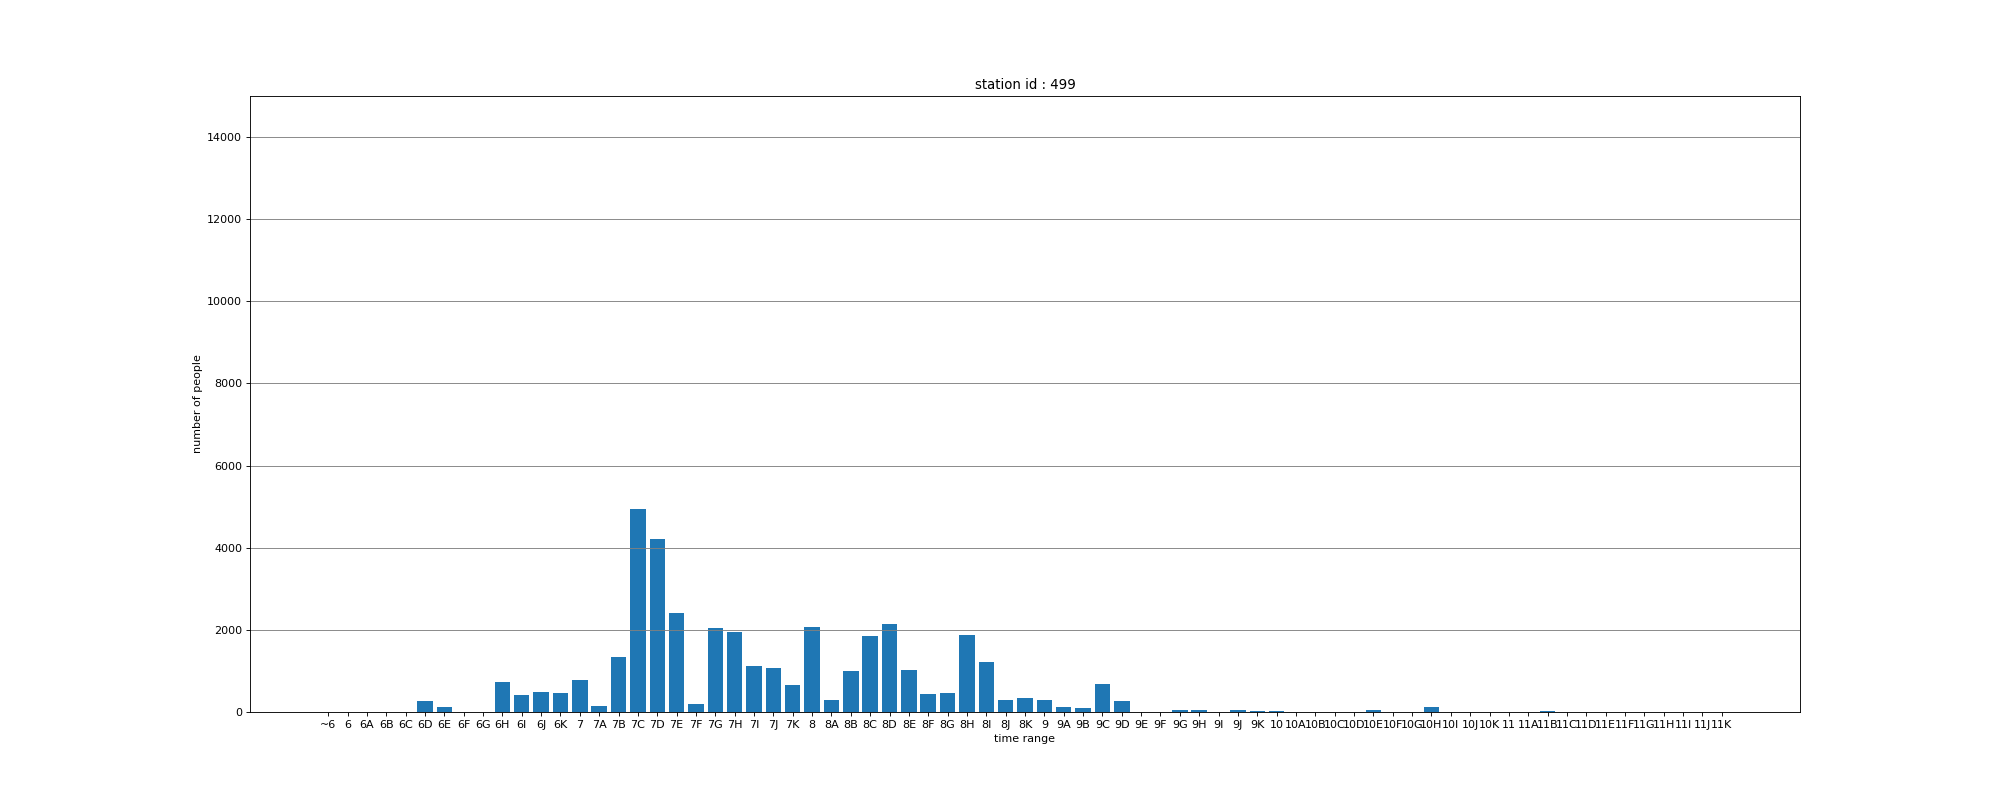 station id : 499
14000
12000
10000
8000
6000
4000
2000
0
number of people
~6 6 6A 6B 6C 6D 6E 6F 6G 6H 6I 6J 6K 7 7A 7B 7C 7D 7E 7F 7G 7H 7I 7J 7K 8 8A 8B 8C 8D 8E 8F 8G 8H 8I 8J 8K 9 9A 9B 9C 9D 9E 9F 9G 9H 9I 9J 9K 10 10A 10B 10C 10D 10E 10F 10G 10H 10I 10J 10K 11 11A 11B 11C 11D 11E 11F 11G 11H 11I 11J 11K
time range